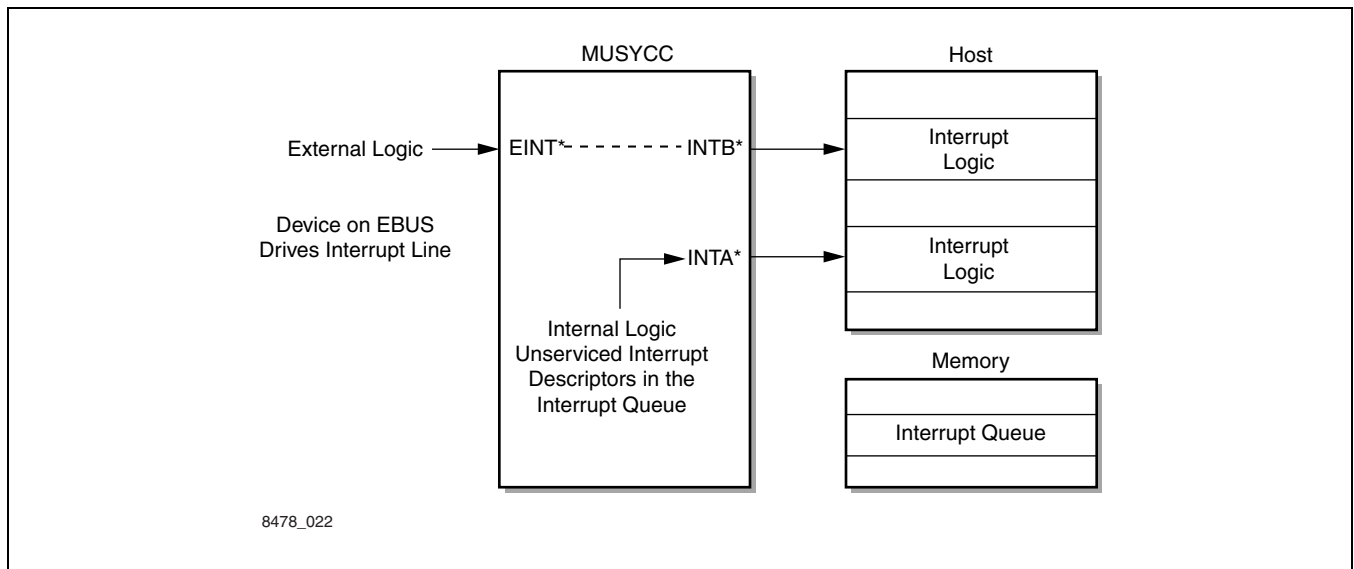 MUSYCC
Host
External Logic
EINT*
INTB*
Interrupt
Logic
Device on EBUS
Drives Interrupt Line
INTA*
Interrupt
Logic
Internal Logic
Unserviced Interrupt
Descriptors in the
Interrupt Queue
Memory
Interrupt Queue
8478_022